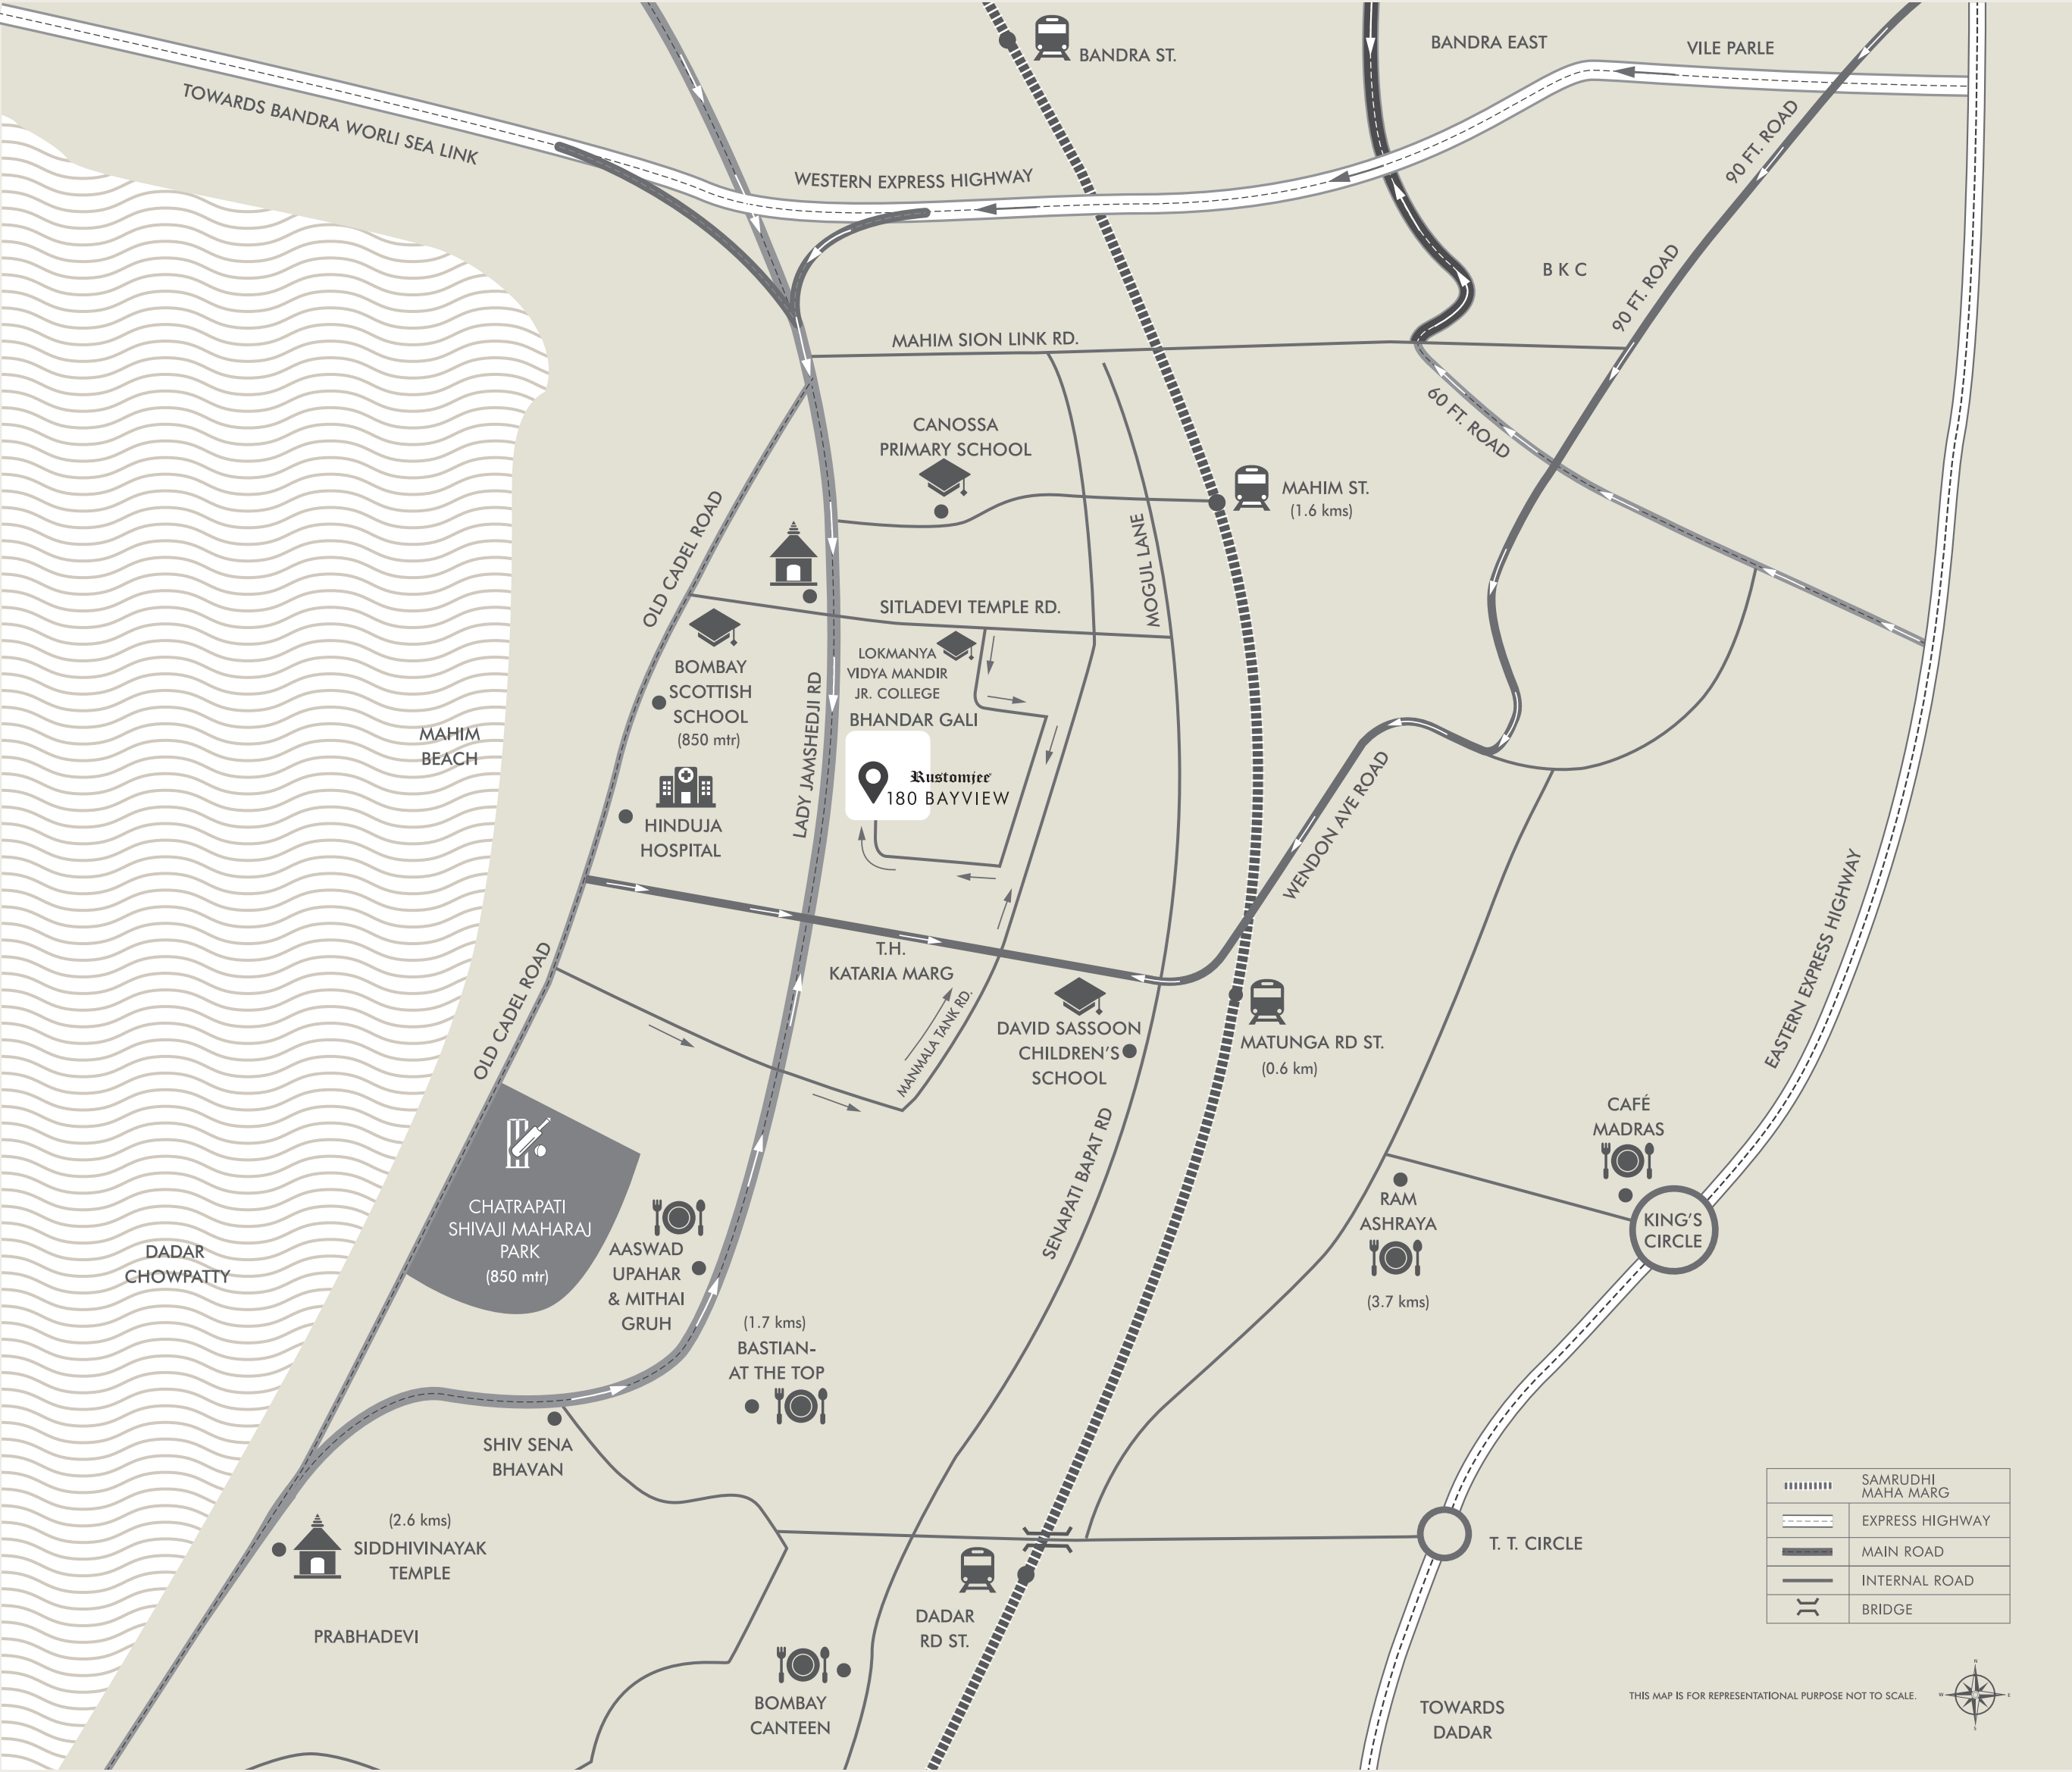 BANDRA ST.
BANDRA EAST
VILE PARLE
TOWARDS BANDRA WORLI SEA LINK
WESTERN EXPRESS HIGHWAY
90 FT. ROAD
B K C
90 FT. ROAD
MAHIM SION LINK RD.
60 FT. ROAD
CANOSSA
PRIMARY SCHOOL
MAHIM ST.
(1.6 kms)
OLD CADEL ROAD
MOGUL LANE
SITLADEVI TEMPLE RD.
LOKMANYA
VIDYA MANDIR
JR. COLLEGE
BHANDAR GALI
BOMBAY
SCOTTISH
SCHOOL
(850 mtr)
LADY JAMSHEDJI RD
MAHIM
BEACH
Rustomjee
180 BAYVIEW
HINDUJA
HOSPITAL
WENDON AVE ROAD
EASTERN EXPRESS HIGHWAY
T.H.
KATARIA MARG
OLD CADEL ROAD
MANMALA TANK RD.
DAVID SASSOON
CHILDREN'S
SCHOOL
MATUNGA RD ST.
(0.6 km)
CAFÉ
MADRAS
SENAPATI BAPAT RD
RAM
ASHRAYA
(3.7 kms)
KING'S
CIRCLE
CHATRAPATI
SHIVAJI MAHARAJ
PARK
(850 mtr)
DADAR
CHOWPATTY
AASWAD
UPAHAR
& MITHAI
GRUH
(1.7 kms)
BASTIAN-
AT THE TOP
SHIV SENA
BHAVAN
(2.6 kms)
SIDDHIVINAYAK
TEMPLE
PRABHADEVI
T. T. CIRCLE
DADAR
RD ST.
BOMBAY
CANTEEN
TOWARDS
DADAR
SAMRUDHI
MAHA MARG
EXPRESS HIGHWAY
MAIN ROAD
INTERNAL ROAD
BRIDGE
THIS MAP IS FOR REPRESENTATIONAL PURPOSE NOT TO SCALE.
N
W
E
S